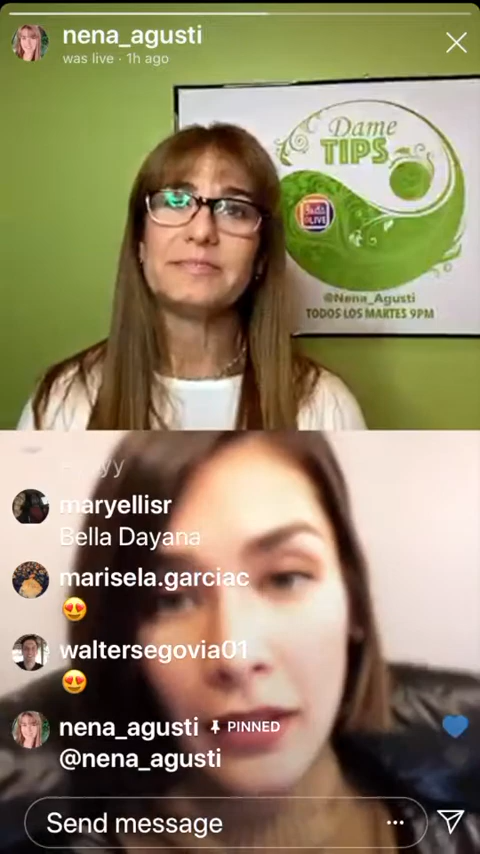 nena_agusti
was live · 1h ago
Dame
TIPS
LIVE
@Nena_Agusti
TODOS LOS MARTES 9PM
maryellisr
Bella Dayana
marisela.garciac
😍
waltersegovia01
😍
nena_agusti PINNED
@nena_agusti
Send message